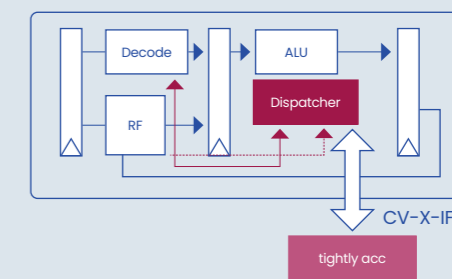 Decode
ALU
Dispatcher
RF
CV-X-IF
tightly acc